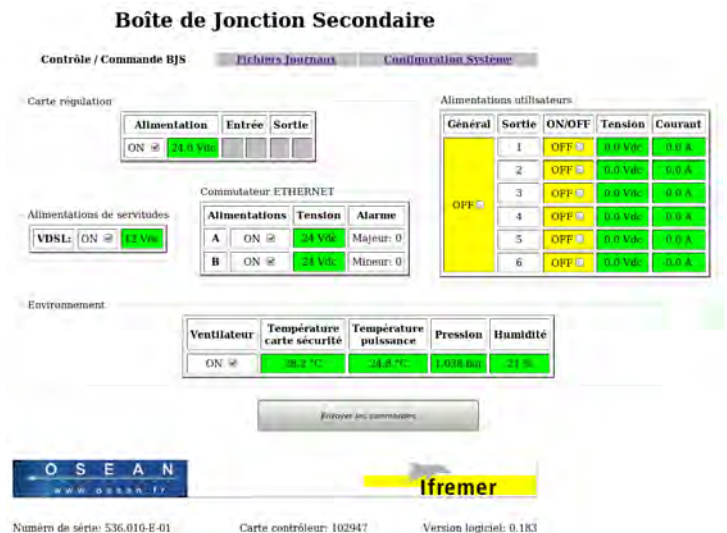 Boîte de Jonction Secondaire
Contrôle / Commande BJS Fichiers Journaux Configuration Système
Carte régulation
Alimentation Entrée Sortie
ON 24.0 Vdc
Alimentations utilisateurs
Général Sortie ON/OFF Tension Courant
OFF
1 OFF 0.0 Vdc 0.0 A
2 OFF 0.0 Vdc 0.0 A
3 OFF 0.0 Vdc 0.0 A
4 OFF 0.0 Vdc 0.0 A
5 OFF 0.0 Vdc 0.0 A
6 OFF 0.0 Vdc 0.0 A
Alimentations de servitudes
VDSL: ON 12 Vdc
Commutateur ETHERNET
Alimentations Tension Alarme
A ON 24 Vdc Majeur: 0
B ON 24 Vdc Mineur: 0
Environnement
Ventilateur Température carte sécurité Température puissance Pression Humidité
ON 28.2 °C 24.8 °C 1.038 bar 21 %
Envoyer les commandes
OSEAN
www.osean.fr
Ifremer
Numéro de série: 536.010-E-01 Carte contrôleur: 102947 Version logiciel: 0.183